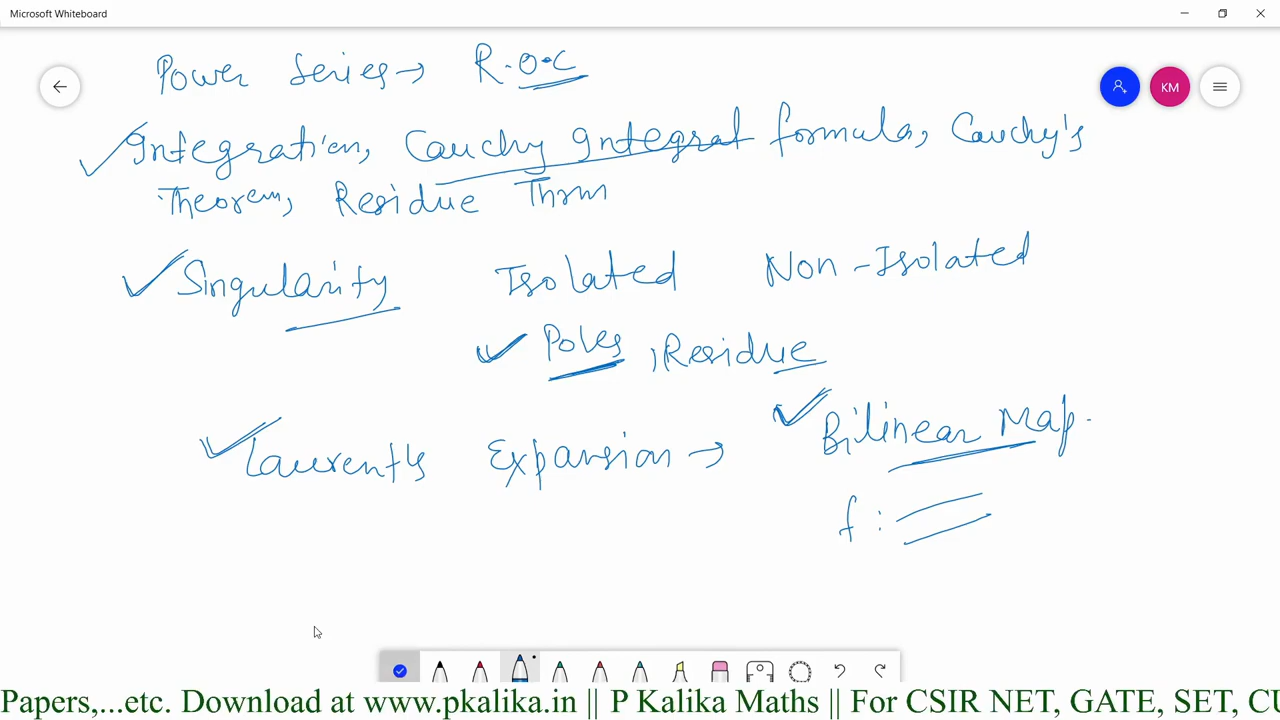 Microsoft Whiteboard
Power Series → R.O.C
KM
Integration, Cauchy Integral formula, Cauchy's
Theorem, Residue Thrm
Singularity Isolated Non-Isolated
Poles, Residue
Bilinear Map.
Laurent's Expansion →
f :
Papers,...etc. Download at www.pkalika.in || P Kalika Maths || For CSIR NET, GATE, SET, CU